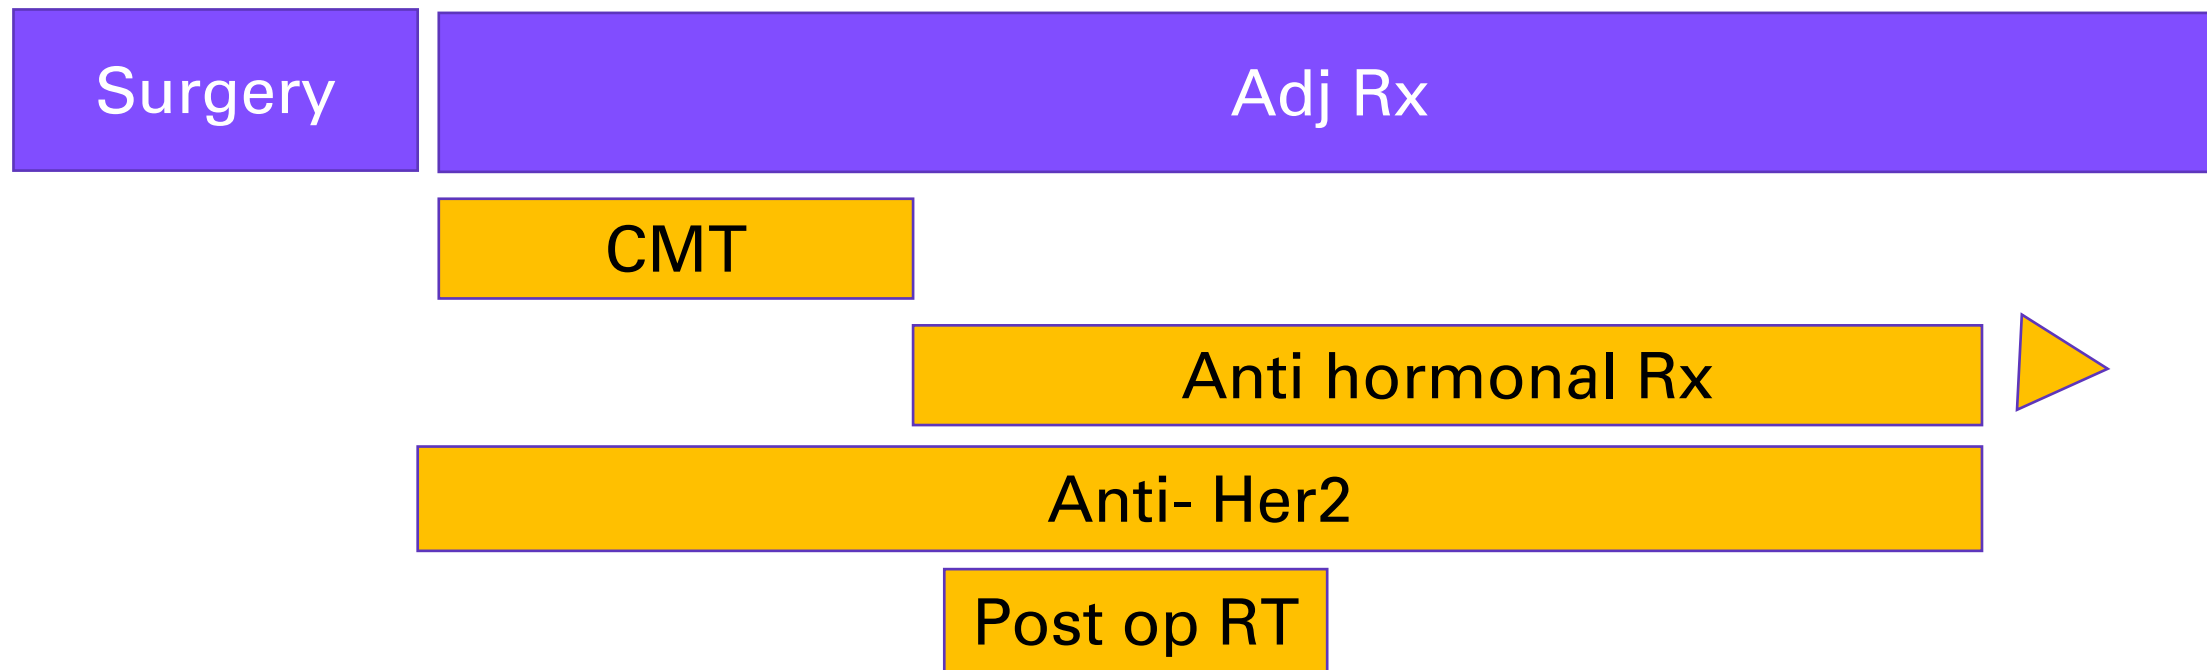 Surgery
Adj Rx
CMT
Anti hormonal Rx
Anti- Her2
Post op RT